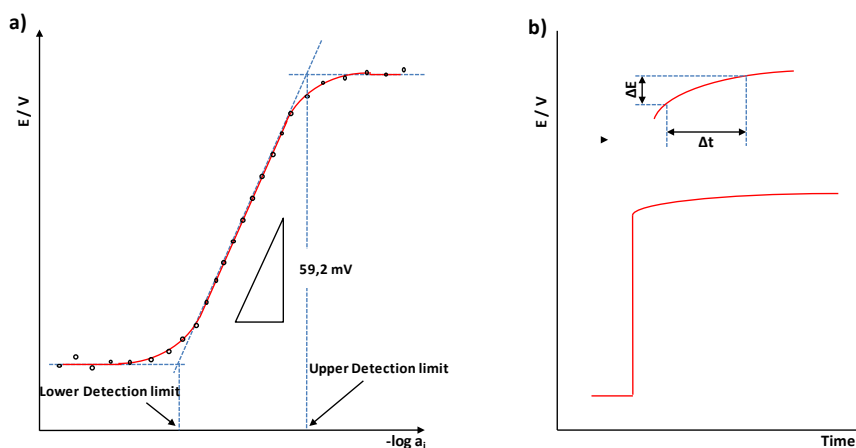 a)
E / V
59,2 mV
Lower Detection limit
Upper Detection limit
-log aᵢ
b)
E / V
ΔE
Δt
Time